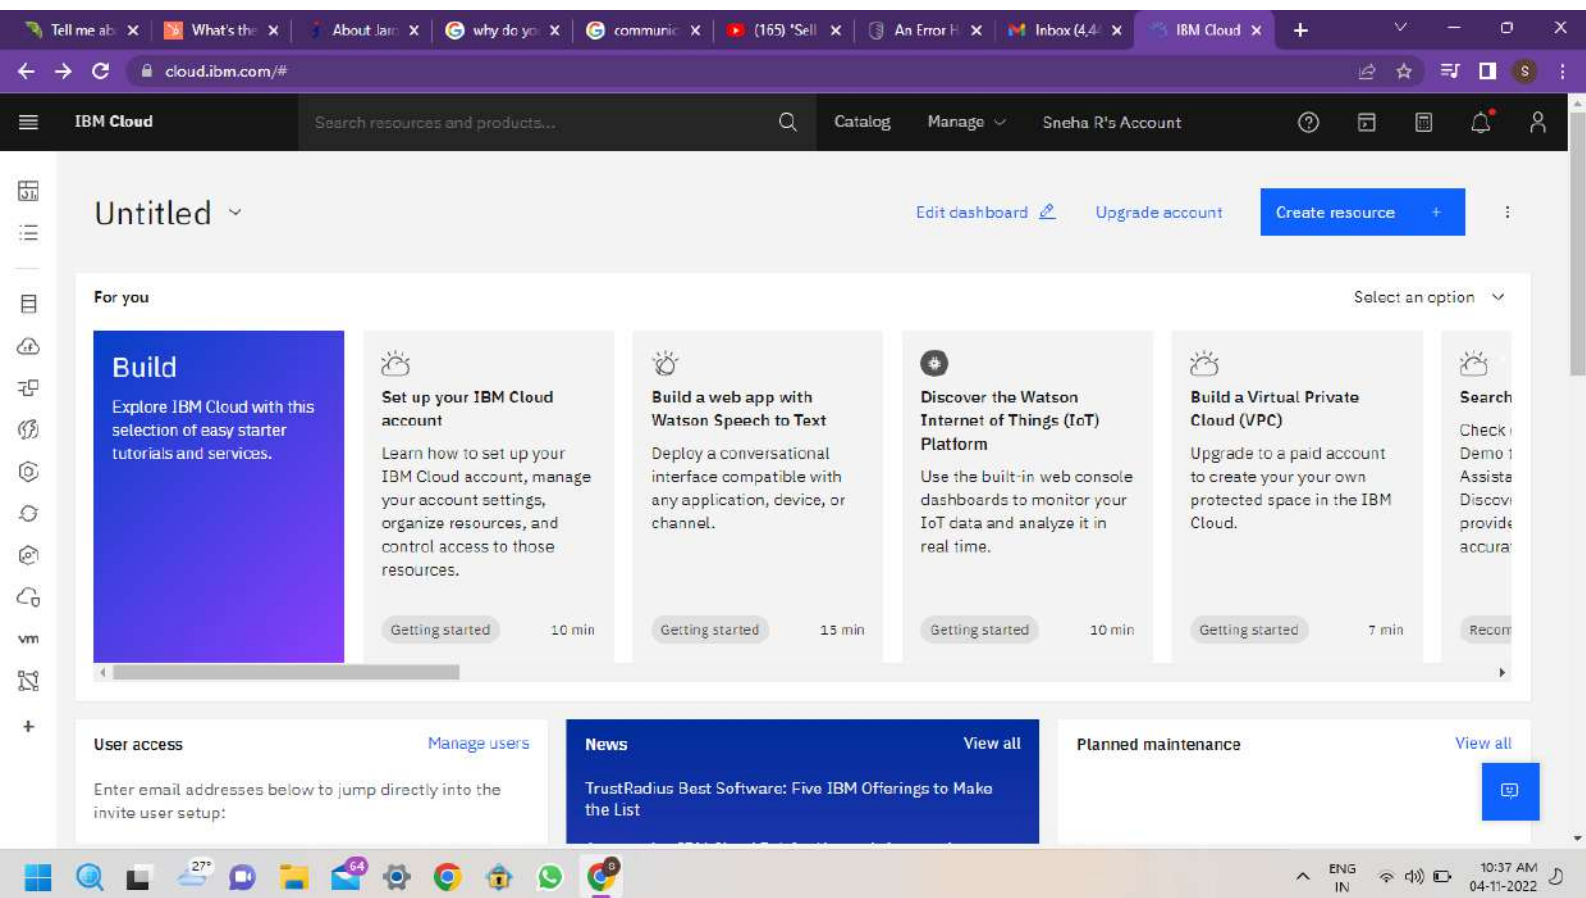 Tell me ab
What's the
About Jar
why do yo
communic
(165) "Sell
An Error H
Inbox (4,4
IBM Cloud
cloud.ibm.com/#
IBM Cloud
Search resources and products...
Catalog
Manage
Sneha R's Account
Untitled
Edit dashboard
Upgrade account
Create resource +
For you
Select an option
Build
Explore IBM Cloud with this
selection of easy starter
tutorials and services.
Set up your IBM Cloud
account
Learn how to set up your
IBM Cloud account, manage
your account settings,
organize resources, and
control access to those
resources.
Getting started
10 min
Build a web app with
Watson Speech to Text
Deploy a conversational
interface compatible with
any application, device, or
channel.
Getting started
15 min
Discover the Watson
Internet of Things (IoT)
Platform
Use the built-in web console
dashboards to monitor your
IoT data and analyze it in
real time.
Getting started
10 min
Build a Virtual Private
Cloud (VPC)
Upgrade to a paid account
to create your your own
protected space in the IBM
Cloud.
Getting started
7 min
Search
Check
Demo
Assista
Discov
provide
accura
Recom
vm
User access
Manage users
Enter email addresses below to jump directly into the
invite user setup:
News
View all
TrustRadius Best Software: Five IBM Offerings to Make
the List
Planned maintenance
View all
27°
64
ENG
IN
10:37 AM
04-11-2022